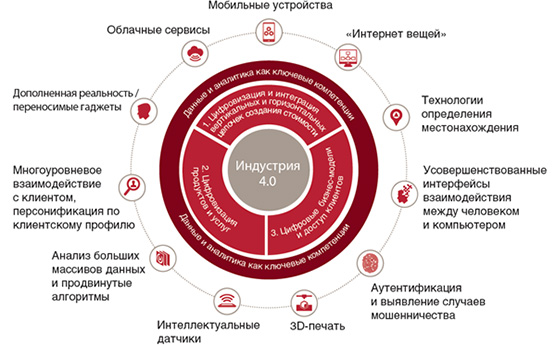 Мобильные устройства
Облачные сервисы
«Интернет вещей»
Дополненная реальность /
переносимые гаджеты
Технологии
определения
местонахождения
Многоуровневое
взаимодействие
с клиентом,
персонификация по
клиентскому профилю
Усовершенствованные
интерфейсы
взаимодействия
между человеком
и компьютером
Анализ больших
массивов данных
и продвинутые
алгоритмы
Аутентификация
и выявление случаев
мошенничества
Интеллектуальные
датчики
3D-печать
Данные и аналитика как ключевые компетенции
1. Цифровизация и интеграция
вертикальных и горизонтальных
цепочек создания стоимости
2. Цифровизация
продуктов и услуг
3. Цифровые бизнес-модели
и доступ клиентов
Индустрия
4.0
Данные и аналитика как ключевые компетенции